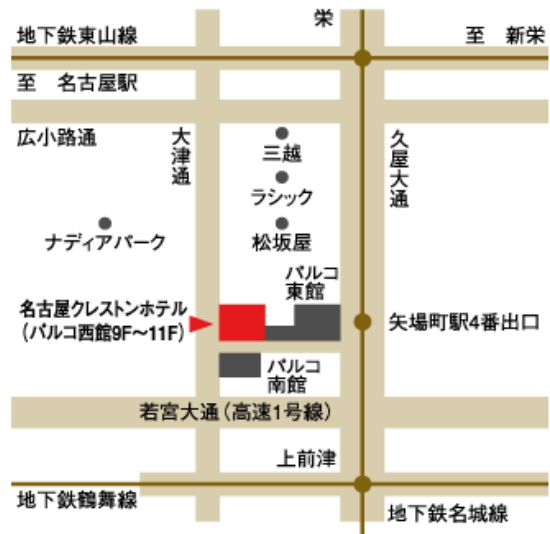 栄
地下鉄東山線
至 新栄
至 名古屋駅
広小路通
大津通
三越
久屋大通
ラシック
ナディアパーク
松坂屋
パルコ
東館
名古屋クレストンホテル
(パルコ西館9F〜11F)
矢場町駅4番出口
パルコ
南館
若宮大通(高速1号線)
上前津
地下鉄鶴舞線
地下鉄名城線